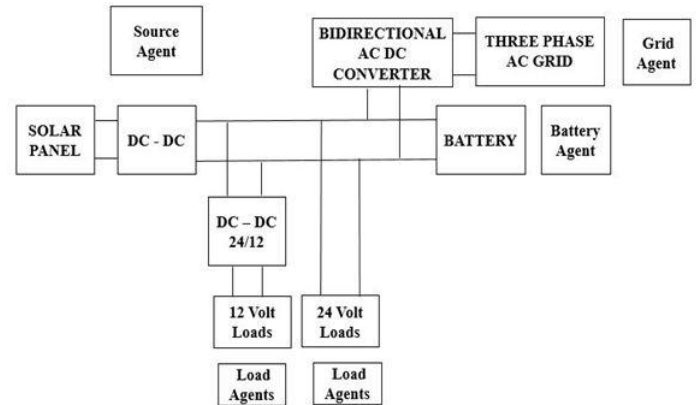 Source
Agent
BIDIRECTIONAL
AC DC
CONVERTER
THREE PHASE
AC GRID
Grid
Agent
SOLAR
PANEL
DC - DC
BATTERY
Battery
Agent
DC – DC
24/12
12 Volt
Loads
24 Volt
Loads
Load
Agents
Load
Agents